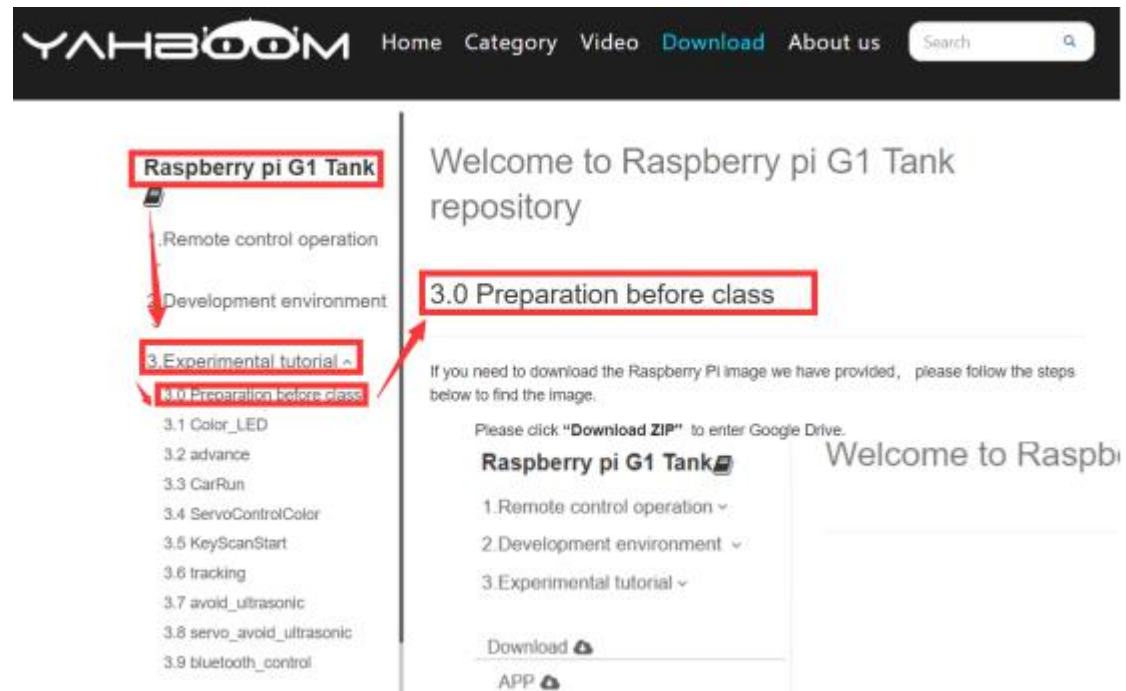 YAHBOOM Home Category Video Download About us Search
Raspberry pi G1 Tank
1.Remote control operation
2.Development environment
3.Experimental tutorial
3.0 Preparation before class
3.1 Color_LED
3.2 advance
3.3 CarRun
3.4 ServoControlColor
3.5 KeyScanStart
3.6 tracking
3.7 avoid_ultrasonic
3.8 servo_avoid_ultrasonic
3.9 bluetooth_control
Welcome to Raspberry pi G1 Tank
repository
3.0 Preparation before class
If you need to download the Raspberry Pi image we have provided, please follow the steps
below to find the image.
Please click “Download ZIP” to enter Google Drive.
Raspberry pi G1 Tank
1.Remote control operation
2.Development environment
3.Experimental tutorial
Download
APP
Welcome to Raspb